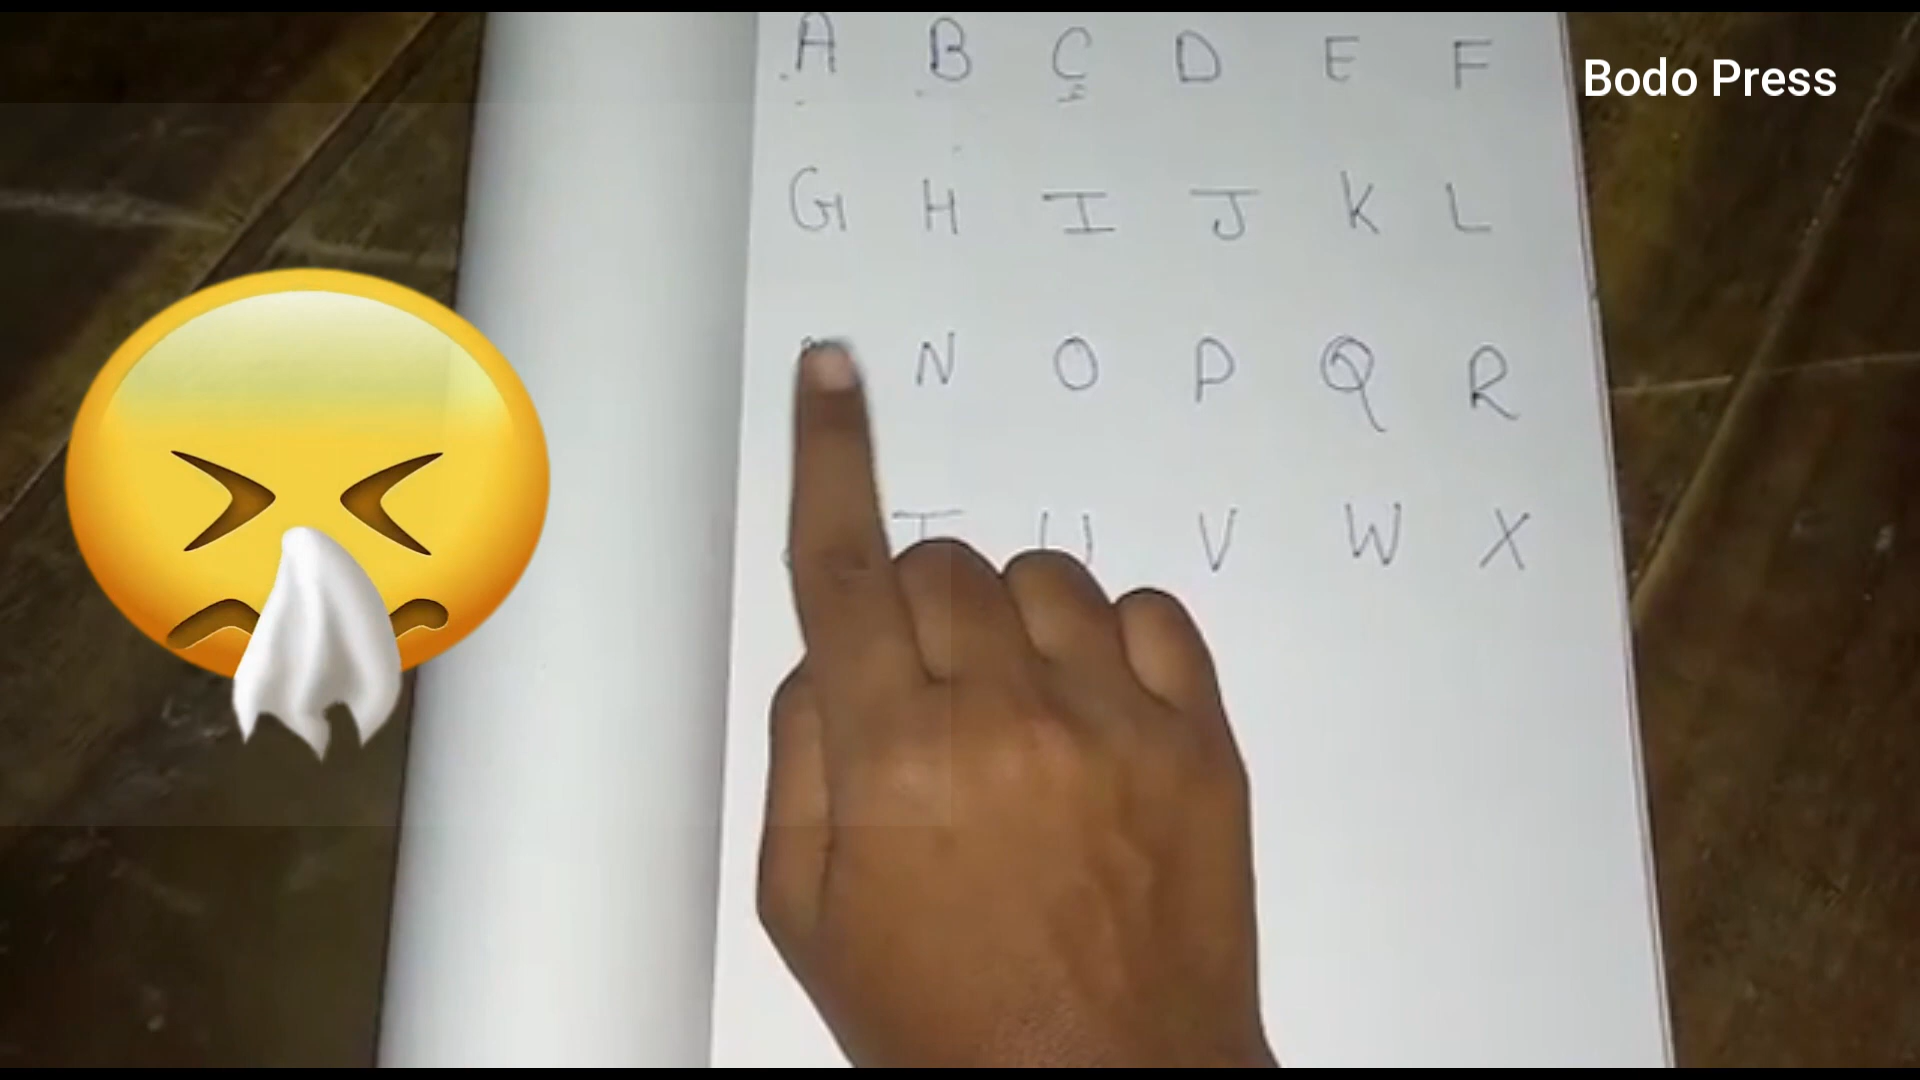 Bodo Press
A B C D E F
G H I J K L
N O P Q R
T U V W X